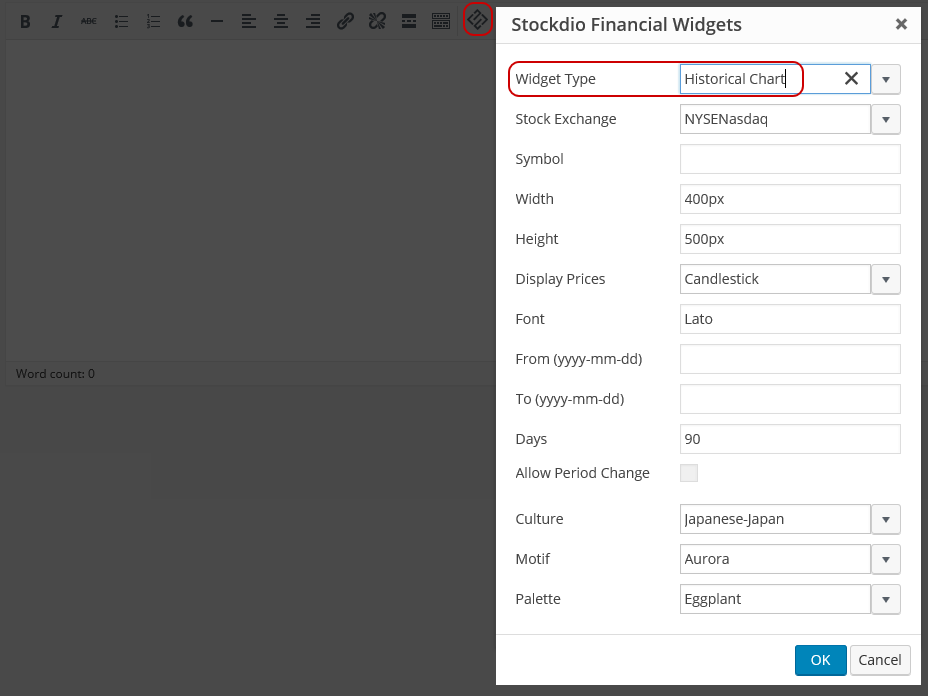 B I ABC
Word count: 0
Stockdio Financial Widgets
Widget Type Historical Chart
Stock Exchange NYSENasdaq
Symbol
Width 400px
Height 500px
Display Prices Candlestick
Font Lato
From (yyyy-mm-dd)
To (yyyy-mm-dd)
Days 90
Allow Period Change
Culture Japanese-Japan
Motif Aurora
Palette Eggplant
OK Cancel